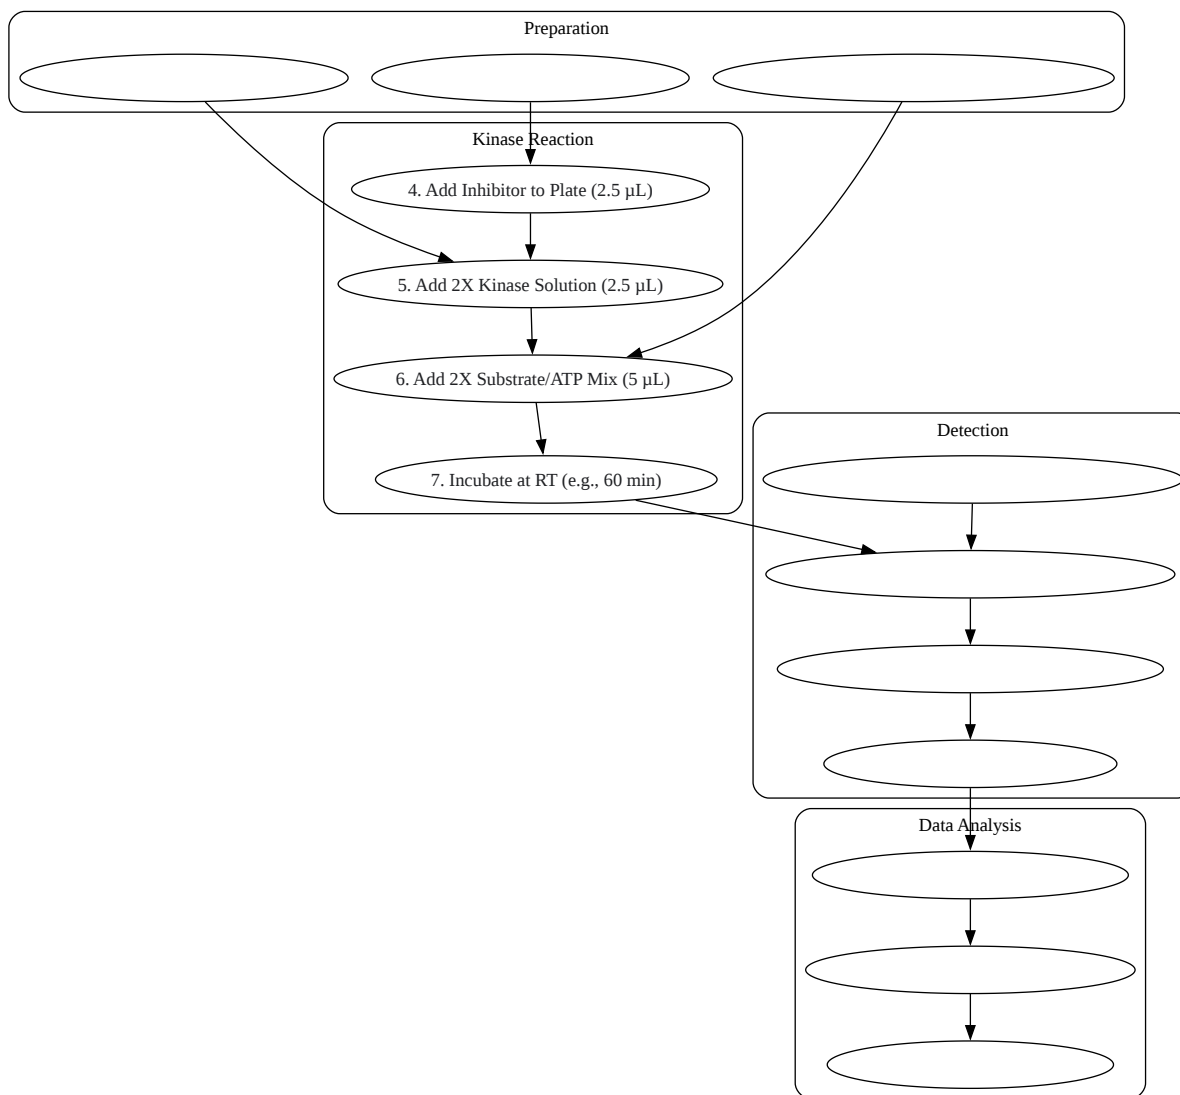 Preparation
Kinase Reaction
4. Add Inhibitor to Plate (2.5 µL)
5. Add 2X Kinase Solution (2.5 µL)
6. Add 2X Substrate/ATP Mix (5 µL)
7. Incubate at RT (e.g., 60 min)
Detection
Data Analysis